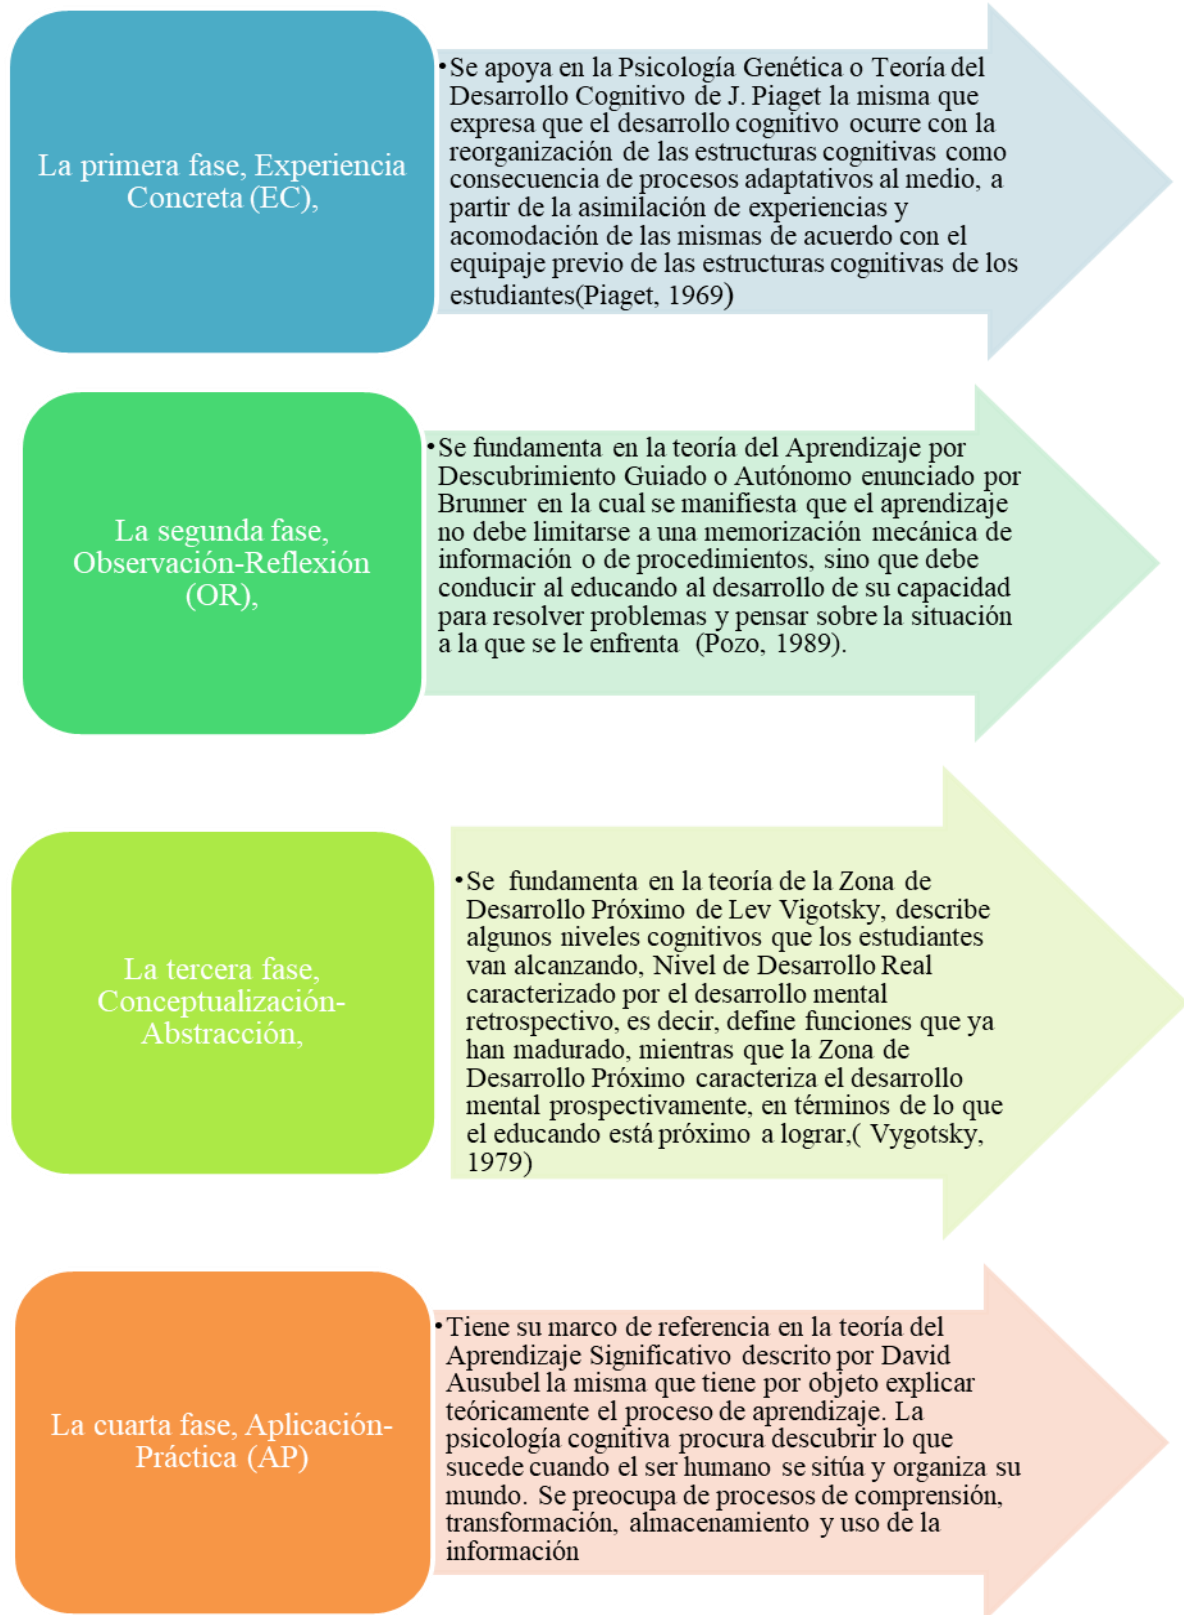 La primera fase, Experiencia
Concreta (EC),
•Se apoya en la Psicología Genética o Teoría del
Desarrollo Cognitivo de J. Piaget la misma que
expresa que el desarrollo cognitivo ocurre con la
reorganización de las estructuras cognitivas como
consecuencia de procesos adaptativos al medio, a
partir de la asimilación de experiencias y
acomodación de las mismas de acuerdo con el
equipaje previo de las estructuras cognitivas de los
estudiantes(Piaget, 1969)
La segunda fase,
Observación-Reflexión
(OR),
•Se fundamenta en la teoría del Aprendizaje por
Descubrimiento Guiado o Autónomo enunciado por
Brunner en la cual se manifiesta que el aprendizaje
no debe limitarse a una memorización mecánica de
información o de procedimientos, sino que debe
conducir al educando al desarrollo de su capacidad
para resolver problemas y pensar sobre la situación
a la que se le enfrenta (Pozo, 1989).
La tercera fase,
Conceptualización-
Abstracción,
•Se fundamenta en la teoría de la Zona de
Desarrollo Próximo de Lev Vigotsky, describe
algunos niveles cognitivos que los estudiantes
van alcanzando, Nivel de Desarrollo Real
caracterizado por el desarrollo mental
retrospectivo, es decir, define funciones que ya
han madurado, mientras que la Zona de
Desarrollo Próximo caracteriza el desarrollo
mental prospectivamente, en términos de lo que
el educando está próximo a lograr,( Vygotsky,
1979)
La cuarta fase, Aplicación-
Práctica (AP)
•Tiene su marco de referencia en la teoría del
Aprendizaje Significativo descrito por David
Ausubel la misma que tiene por objeto explicar
teóricamente el proceso de aprendizaje. La
psicología cognitiva procura descubrir lo que
sucede cuando el ser humano se sitúa y organiza su
mundo. Se preocupa de procesos de comprensión,
transformación, almacenamiento y uso de la
información